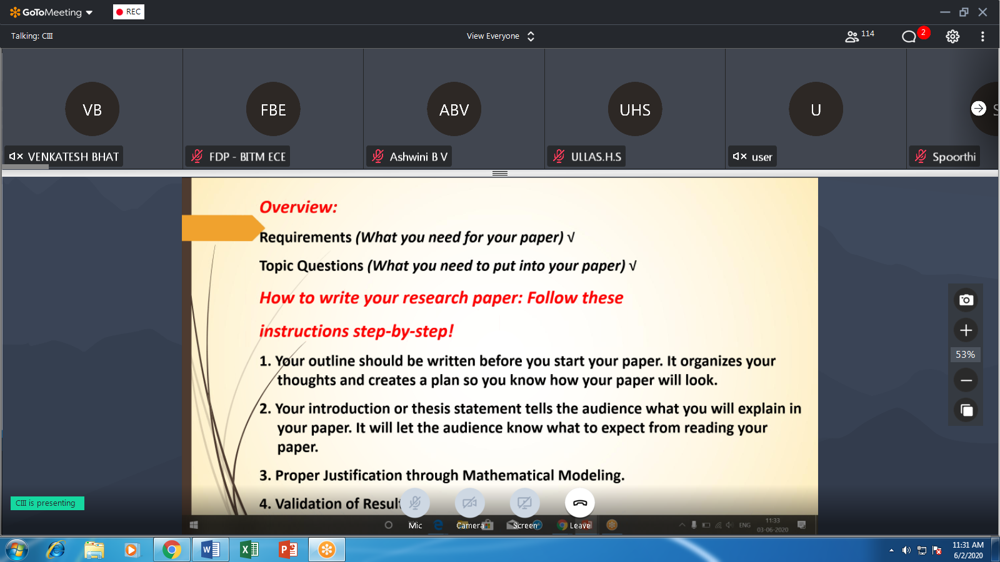 GoToMeeting
REC
Talking: CIII
View Everyone
114
2
VB
FBE
ABV
UHS
U
VENKATESH BHAT
FDP - BITM ECE
Ashwini B V
ULLAS.H.S
user
Spoorthi
Overview:
Requirements (What you need for your paper) √
Topic Questions (What you need to put into your paper) √
How to write your research paper: Follow these
instructions step-by-step!
1. Your outline should be written before you start your paper. It organizes your
thoughts and creates a plan so you know how your paper will look.
2. Your introduction or thesis statement tells the audience what you will explain in
your paper. It will let the audience know what to expect from reading your
paper.
3. Proper Justification through Mathematical Modeling.
4. Validation of Result
53%
CIII is presenting
Mic
Camera
Screen
Leave
ENG
11:33
03-06-2020
11:31 AM
6/2/2020